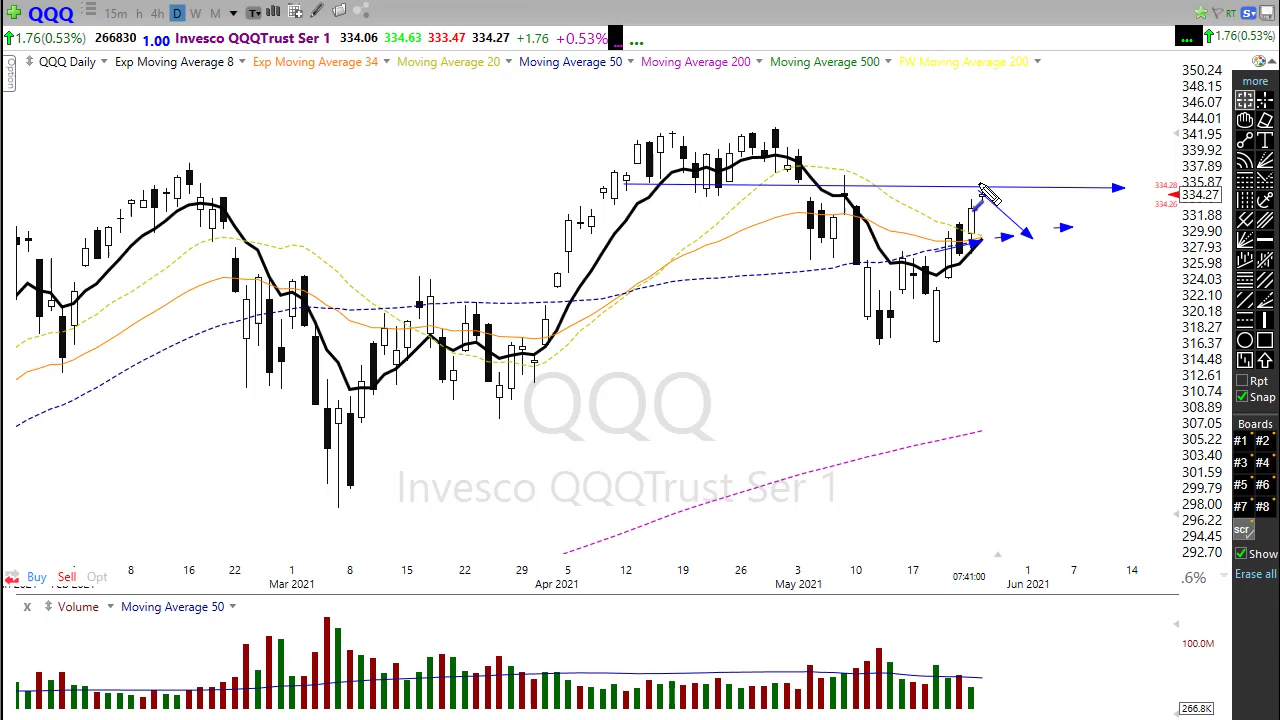 QQQ 15m h 4h D W M T RT S
1.76(0.53%) 266830 1.00 Invesco QQQTrust Ser 1 334.06 334.63 333.47 334.27 +1.76 +0.53% ... ... ... 1.76(0.53%)
Option QQQ Daily Exp Moving Average 8 Exp Moving Average 34 Moving Average 20 Moving Average 50 Moving Average 200 Moving Average 500 FW Moving Average 200
350.24
348.15
346.07
344.01
341.95
339.92
337.89
335.87
334.28
334.27
334.26
331.88
329.90
327.93
325.98
324.03
322.10
320.18
318.27
316.37
314.48
312.61
310.74
308.89
307.05
305.22
303.40
301.59
299.79
298.00
296.22
294.45
292.70
more
T
Rpt
Snap
Boards
#1 #2
#3 #4
#5 #6
#7 #8
scr
Show
Erase all
QQQ
Invesco QQQTrust Ser 1
8 16 22 8 15 22 29 5 12 19 26 3 10 17 07:41:00 1 7 14
Mar 2021 Apr 2021 May 2021 Jun 2021
Buy Sell Opt .6%
x Volume Moving Average 50
100.0M
266.8K